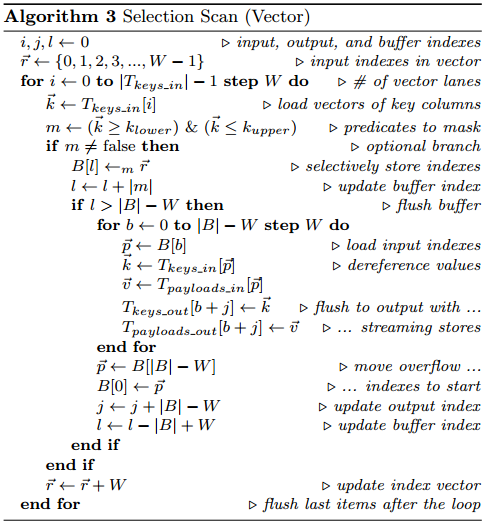 Algorithm 3 Selection Scan (Vector)
i, j, l ← 0 ▷ input, output, and buffer indexes
r⃗ ← {0, 1, 2, 3, ..., W − 1} ▷ input indexes in vector
for i ← 0 to |T_keys_in| − 1 step W do ▷ # of vector lanes
k⃗ ← T_keys_in[i] ▷ load vectors of key columns
m ← (k⃗ ≥ k_lower) & (k⃗ ≤ k_upper) ▷ predicates to mask
if m ≠ false then ▷ optional branch
B[l] ←_m r⃗ ▷ selectively store indexes
l ← l + |m| ▷ update buffer index
if l > |B| − W then ▷ flush buffer
for b ← 0 to |B| − W step W do
p⃗ ← B[b] ▷ load input indexes
k⃗ ← T_keys_in[p⃗] ▷ dereference values
v⃗ ← T_payloads_in[p⃗]
T_keys_out[b + j] ← k⃗ ▷ flush to output with ...
T_payloads_out[b + j] ← v⃗ ▷ ... streaming stores
end for
p⃗ ← B[|B| − W] ▷ move overflow ...
B[0] ← p⃗ ▷ ... indexes to start
j ← j + |B| − W ▷ update output index
l ← l − |B| + W ▷ update buffer index
end if
end if
r⃗ ← r⃗ + W ▷ update index vector
end for ▷ flush last items after the loop